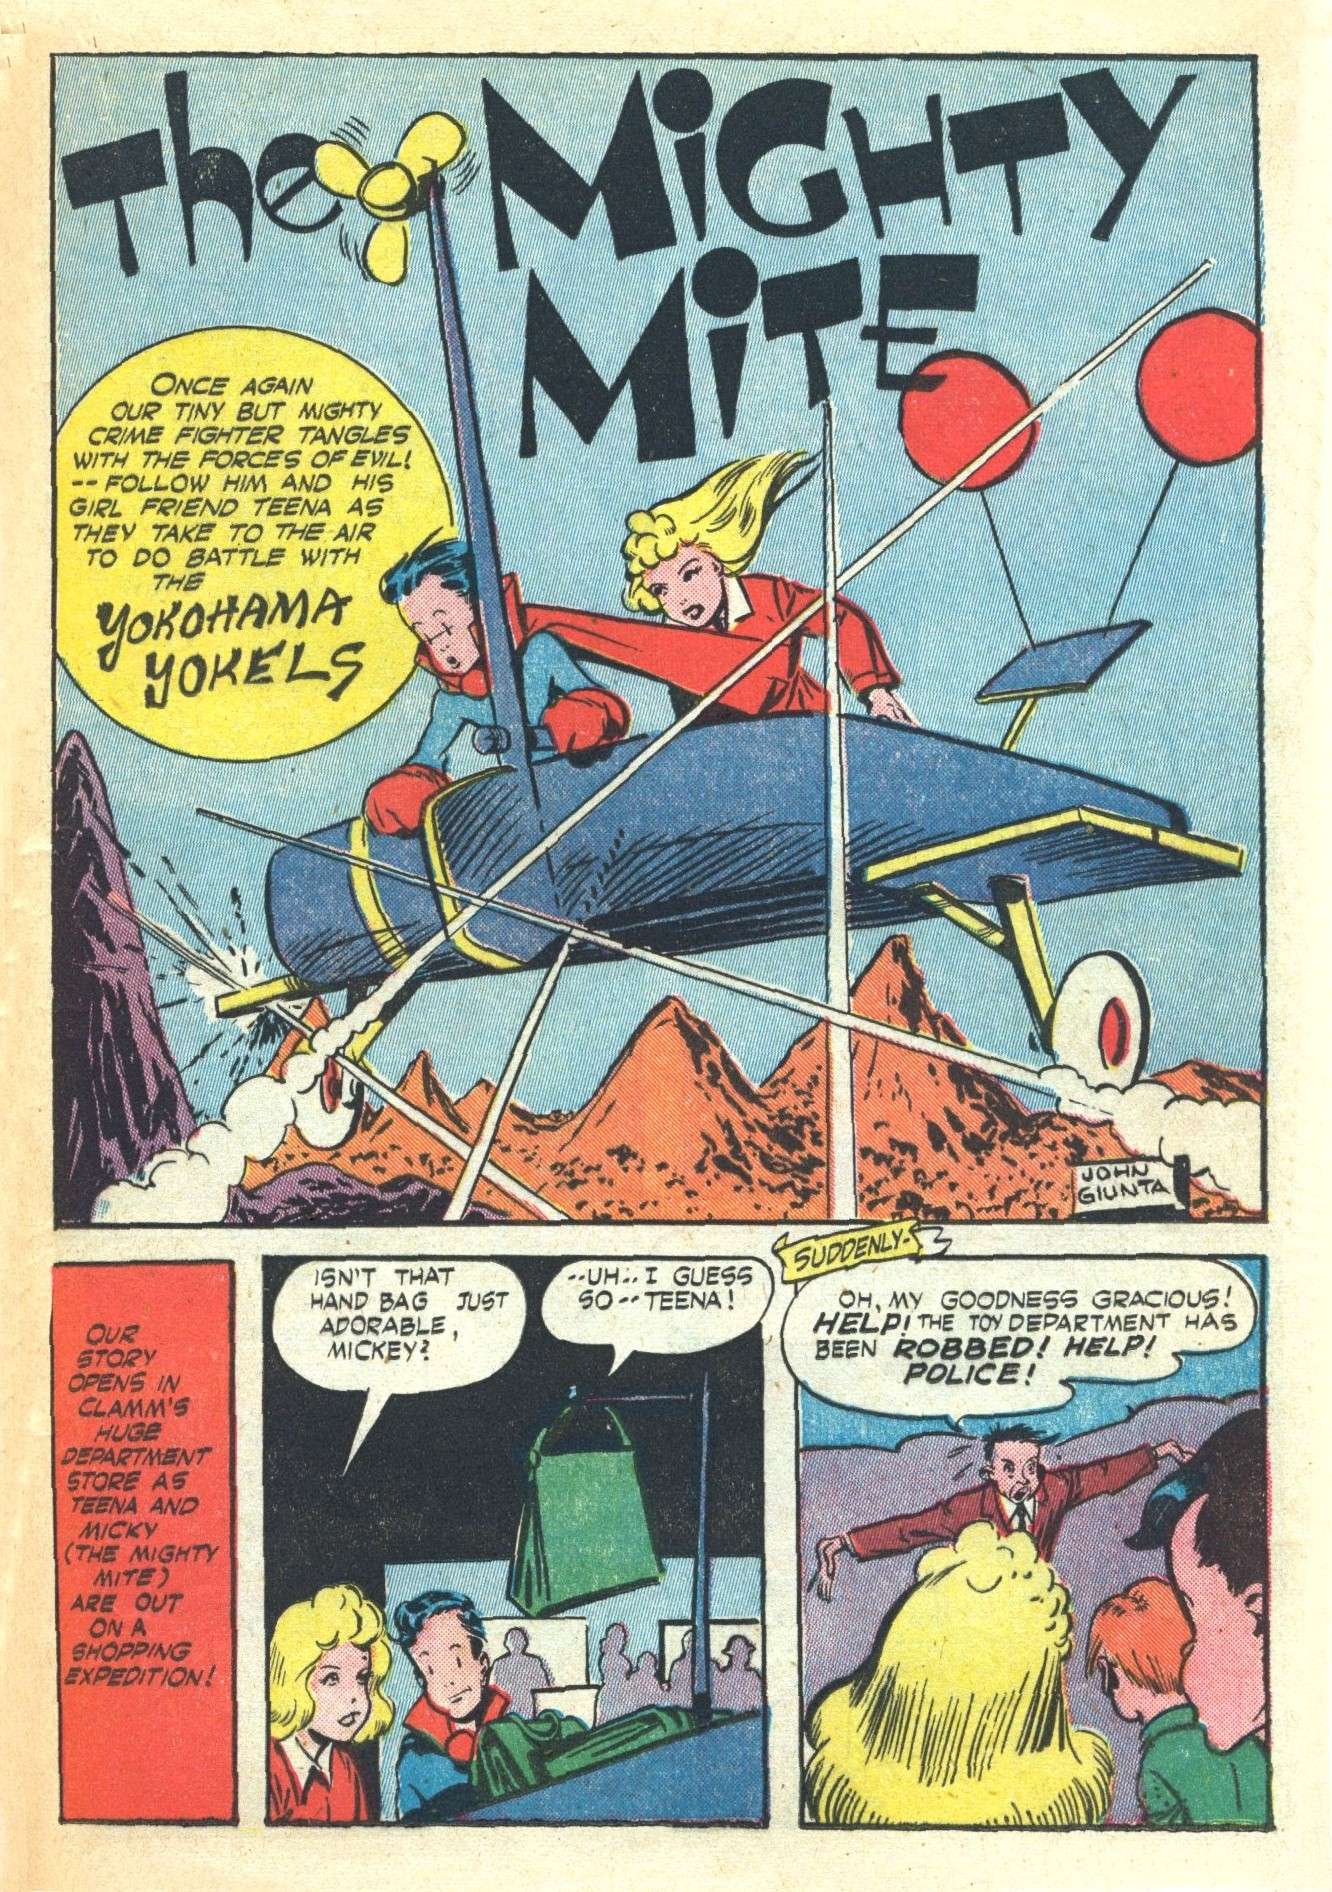 The MiGHTY
MiTE
ONCE AGAIN
OUR TINY BUT MIGHTY
CRIME FIGHTER TANGLES
WITH THE FORCES OF EVIL!
-- FOLLOW HIM AND HIS
GIRL FRIEND TEENA AS
THEY TAKE TO THE AIR
TO DO BATTLE WITH
THE
YOKOHAMA
YOKELS
JOHN
GIUNTA
OUR
STORY
OPENS IN
CLAMM'S
HUGE
DEPARTMENT
STORE AS
TEENA AND
MICKY
(THE MIGHTY
MITE)
ARE OUT
ON A
SHOPPING
EXPEDITION!
ISN'T THAT
HAND BAG JUST
ADORABLE,
MICKEY?
--UH... I GUESS
SO -- TEENA!
SUDDENLY-
OH, MY GOODNESS GRACIOUS!
HELP! THE TOY DEPARTMENT HAS
BEEN ROBBED! HELP!
POLICE!